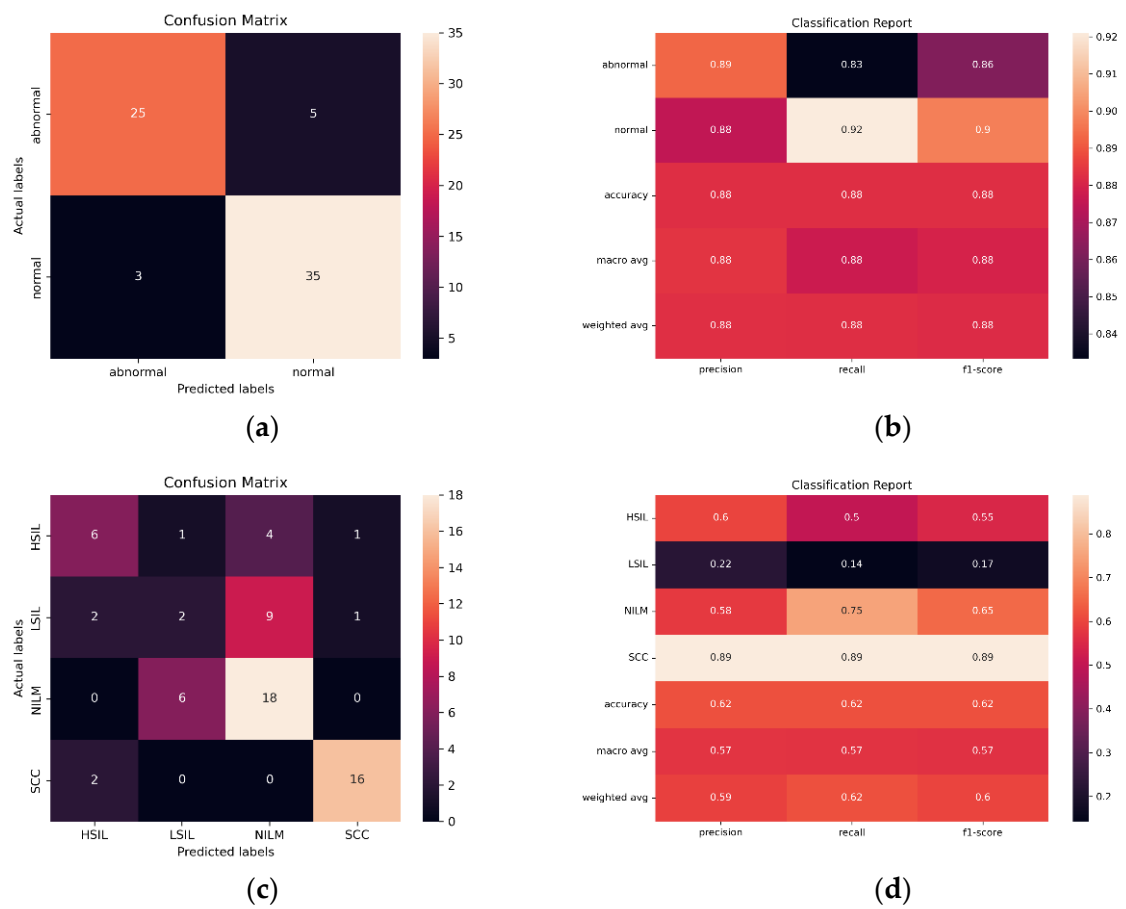 Confusion Matrix
Actual labels
abnormal
25
5
normal
3
35
abnormal
normal
Predicted labels
35
30
25
20
15
10
5
(a)
Classification Report
abnormal
0.89
0.83
0.86
normal
0.88
0.92
0.9
accuracy
0.88
0.88
0.88
macro avg
0.88
0.88
0.88
weighted avg
0.88
0.88
0.88
precision
recall
f1-score
0.92
0.91
0.90
0.89
0.88
0.87
0.86
0.85
0.84
(b)
Confusion Matrix
Actual labels
HSIL
6
1
4
1
LSIL
2
2
9
1
NILM
0
6
18
0
SCC
2
0
0
16
HSIL
LSIL
NILM
SCC
Predicted labels
18
16
14
12
10
8
6
4
2
0
(c)
Classification Report
HSIL
0.6
0.5
0.55
LSIL
0.22
0.14
0.17
NILM
0.58
0.75
0.65
SCC
0.89
0.89
0.89
accuracy
0.62
0.62
0.62
macro avg
0.57
0.57
0.57
weighted avg
0.59
0.62
0.6
precision
recall
f1-score
0.8
0.7
0.6
0.5
0.4
0.3
0.2
(d)